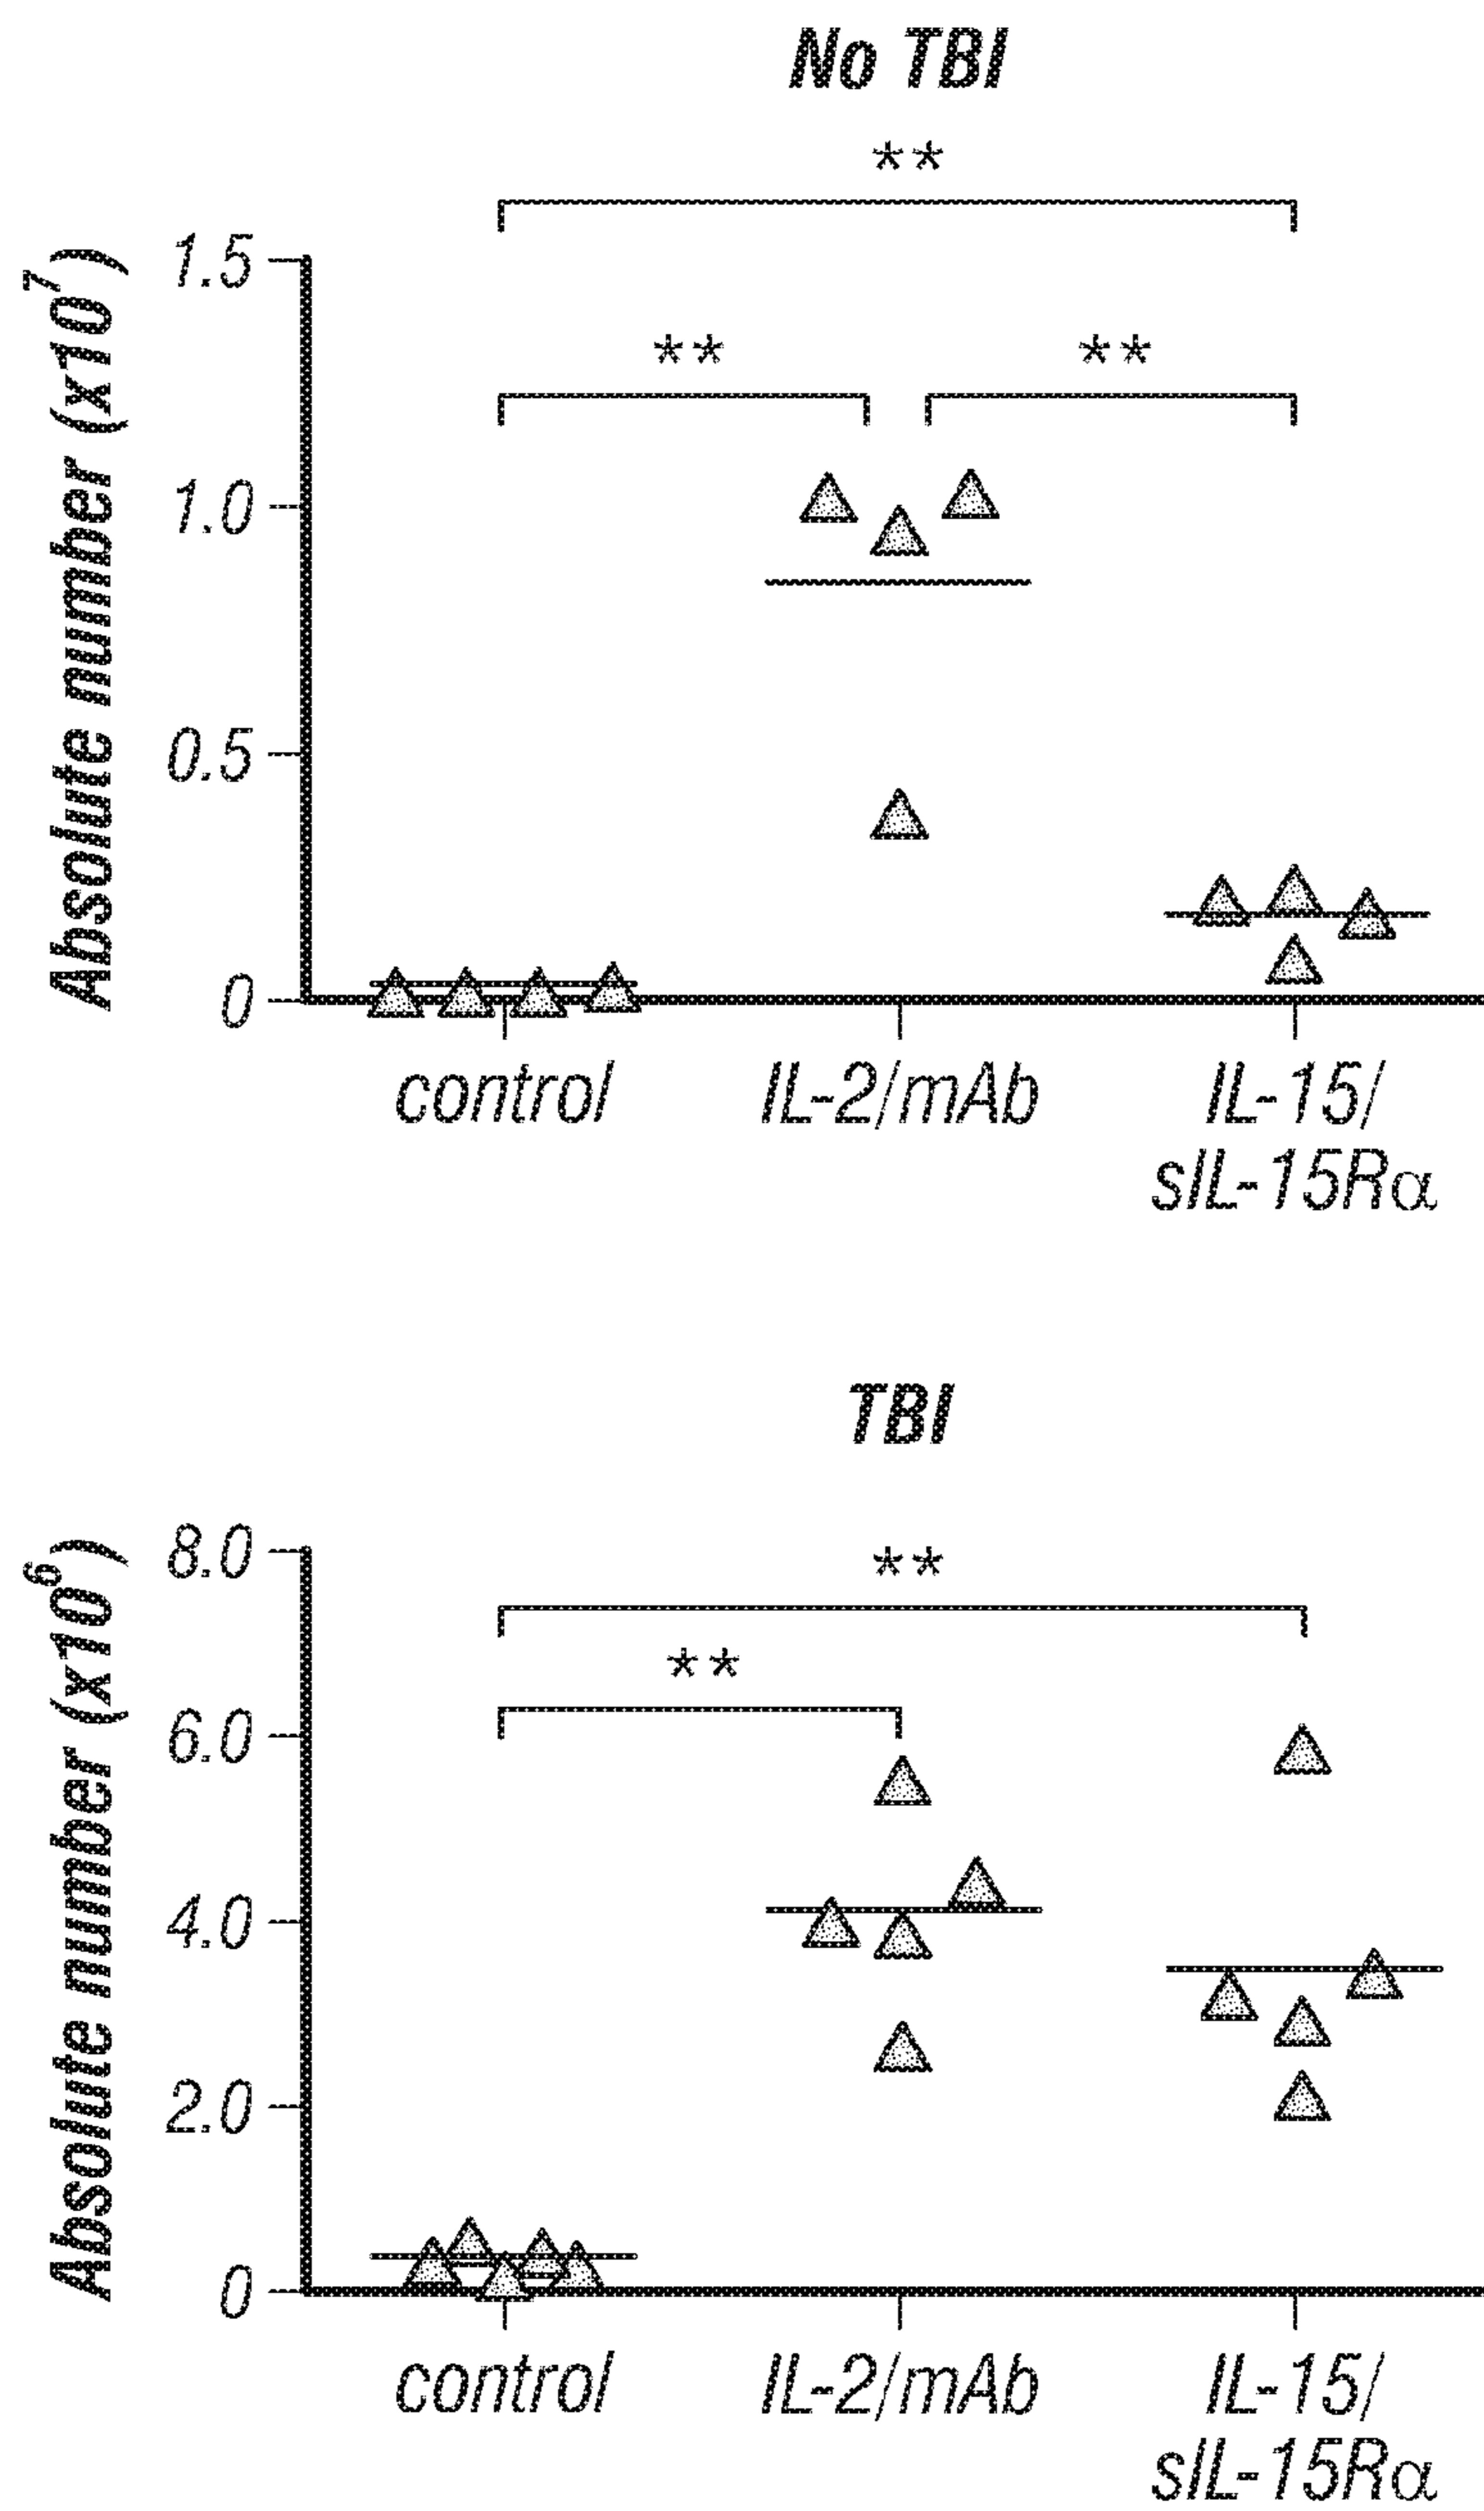 No TBI
**
Absolute number (x10⁷)
1.5
**
**
1.0
0.5
0
control
IL-2/mAb
IL-15/
sIL-15Rα
TBI
Absolute number (x10⁶)
8.0
**
**
6.0
4.0
2.0
0
control
IL-2/mAb
IL-15/
sIL-15Rα